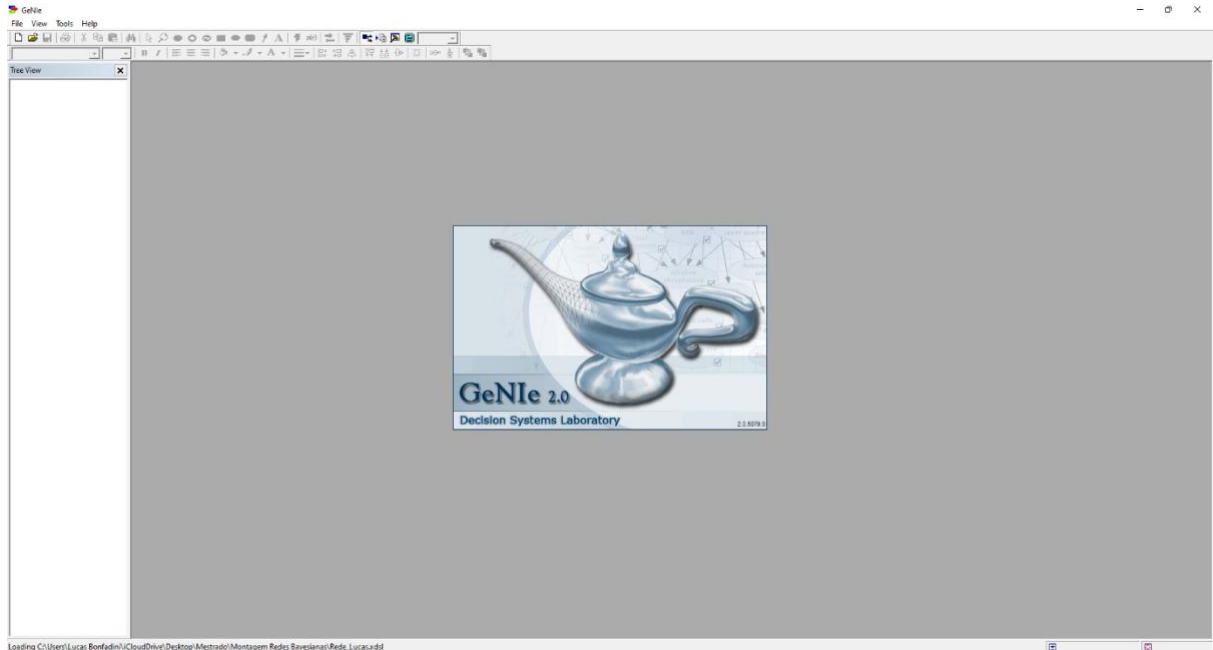 GeNIe
File View Tools Help
Tree View
GeNIe 2.0
Decision Systems Laboratory
Loading C:\Users\Lucas Bonfadini\iCloudDrive\Desktop\Mestrado\Montagem Redes Bayesianas\Rede_Lucas.xdsl